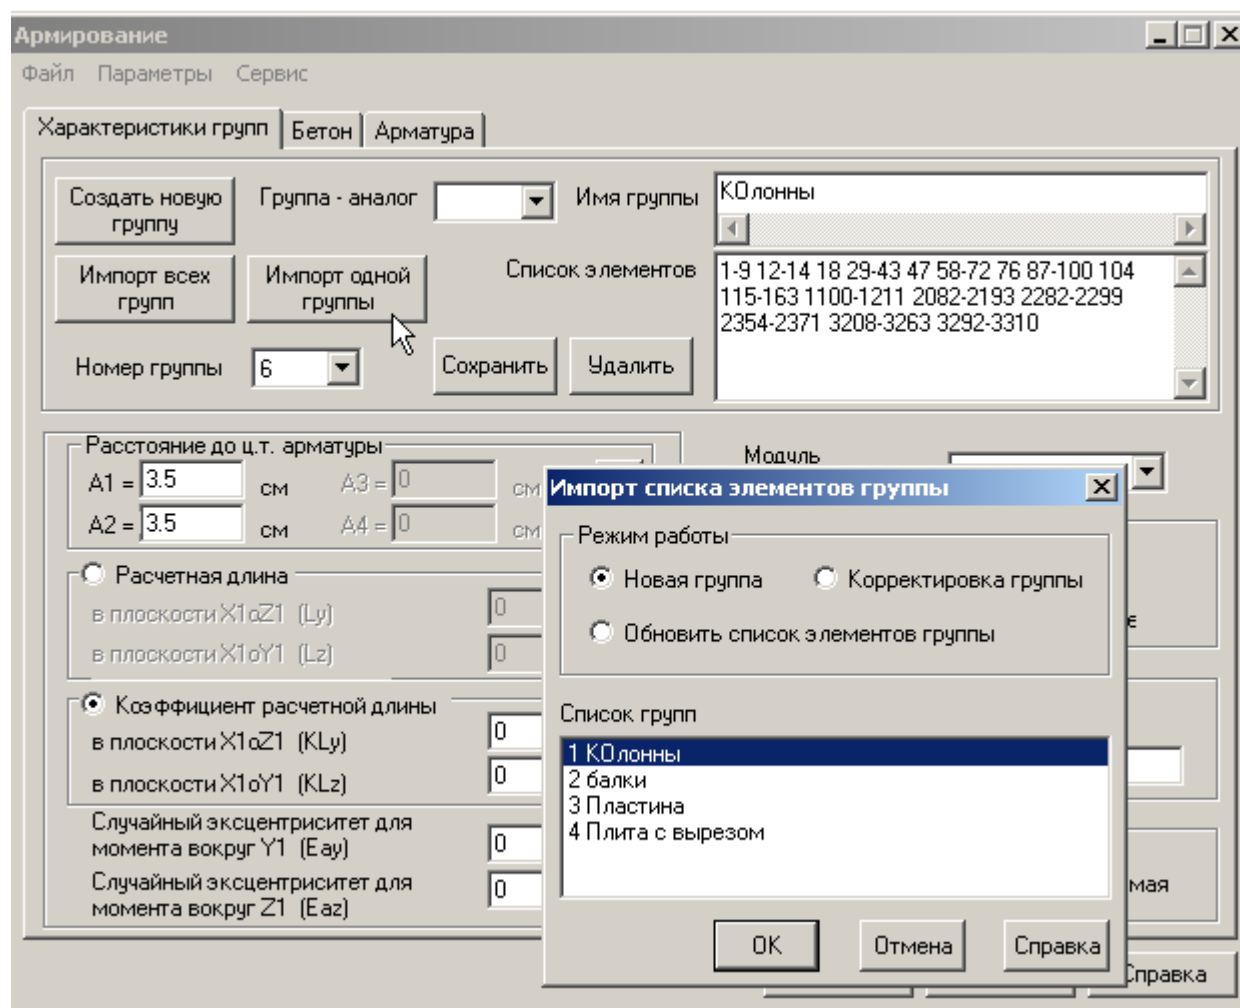 Армирование
Файл Параметры Сервис
Характеристики групп Бетон Арматура
Создать новую группу
Группа - аналог
Имя группы
КОлонны
Импорт всех групп
Импорт одной группы
Список элементов
1-9 12-14 18 29-43 47 58-72 76 87-100 104
115-163 1100-1211 2082-2193 2282-2299
2354-2371 3208-3263 3292-3310
Номер группы 6
Сохранить
Удалить
Расстояние до ц.т. арматуры
A1 = 3.5 см A3 = 0 см
A2 = 3.5 см A4 = 0 см
Модуль
Расчетная длина
в плоскости X1oZ1 (Ly) 0
в плоскости X1oY1 (Lz) 0
Коэффициент расчетной длины
в плоскости X1oZ1 (KLy) 0
в плоскости X1oY1 (KLz) 0
Случайный эксцентриситет для
момента вокруг Y1 (Eay) 0
Случайный эксцентриситет для
момента вокруг Z1 (Eaz) 0
Импорт списка элементов группы
Режим работы
Новая группа Корректировка группы
Обновить список элементов группы
Список групп
1 КОлонны
2 балки
3 Пластина
4 Плита с вырезом
OK Отмена Справка
мая
Справка